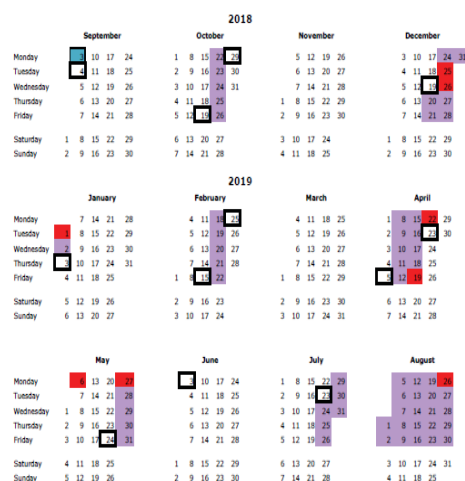 2018
September October November December
Monday 3 10 17 24 1 8 15 22 29 5 12 19 26 3 10 17 24 31
Tuesday 4 11 18 25 2 9 16 23 30 6 13 20 27 4 11 18 25
Wednesday 5 12 19 26 3 10 17 24 31 7 14 21 28 5 12 19 26
Thursday 6 13 20 27 4 11 18 25 1 8 15 22 29 6 13 20 27
Friday 7 14 21 28 5 12 19 26 2 9 16 23 30 7 14 21 28
Saturday 1 8 15 22 29 6 13 20 27 3 10 17 24 1 8 15 22 29
Sunday 2 9 16 23 30 7 14 21 28 4 11 18 25 2 9 16 23 30
2019
January February March April
Monday 7 14 21 28 4 11 18 25 4 11 18 25 1 8 15 22 29
Tuesday 1 8 15 22 29 5 12 19 26 5 12 19 26 2 9 16 23 30
Wednesday 2 9 16 23 30 6 13 20 27 6 13 20 27 3 10 17 24
Thursday 3 10 17 24 31 7 14 21 28 7 14 21 28 4 11 18 25
Friday 4 11 18 25 1 8 15 22 1 8 15 22 29 5 12 19 26
Saturday 5 12 19 26 2 9 16 23 2 9 16 23 30 6 13 20 27
Sunday 6 13 20 27 3 10 17 24 3 10 17 24 31 7 14 21 28
May June July August
Monday 6 13 20 27 3 10 17 24 1 8 15 22 29 5 12 19 26
Tuesday 7 14 21 28 4 11 18 25 2 9 16 23 30 6 13 20 27
Wednesday 1 8 15 22 29 5 12 19 26 3 10 17 24 31 7 14 21 28
Thursday 2 9 16 23 30 6 13 20 27 4 11 18 25 1 8 15 22 29
Friday 3 10 17 24 31 7 14 21 28 5 12 19 26 2 9 16 23 30
Saturday 4 11 18 25 1 8 15 22 29 6 13 20 27 3 10 17 24 31
Sunday 5 12 19 26 2 9 16 23 30 7 14 21 28 4 11 18 25